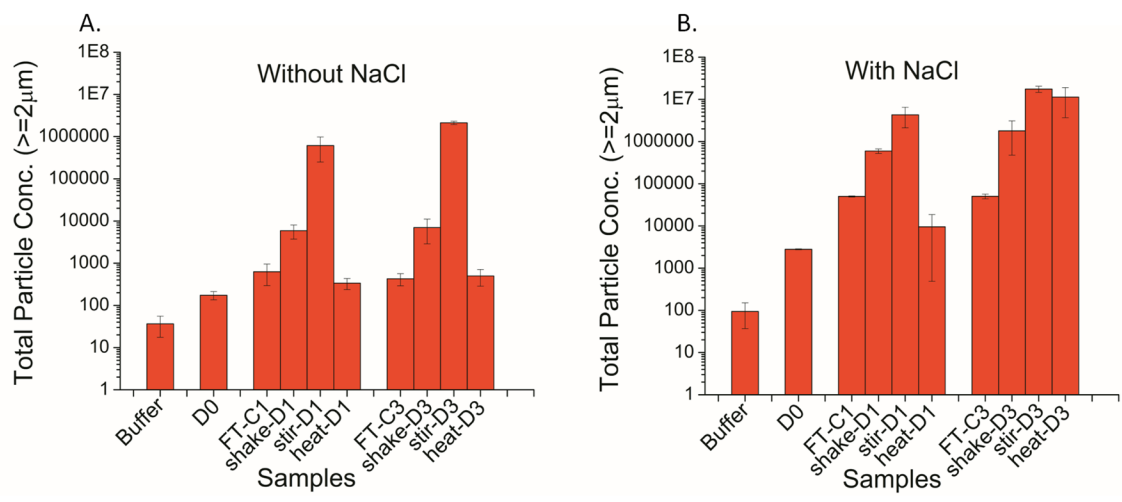 A.
Without NaCl
Total Particle Conc. (>=2μm)
1E8
1E7
1000000
100000
10000
1000
100
10
1
Buffer
D0
FT-C1
shake-D1
stir-D1
heat-D1
FT-C3
shake-D3
stir-D3
heat-D3
Samples
B.
With NaCl
Total Particle Conc. (>=2μm)
1E8
1E7
1000000
100000
10000
1000
100
10
1
Buffer
D0
FT-C1
shake-D1
stir-D1
heat-D1
FT-C3
shake-D3
stir-D3
heat-D3
Samples